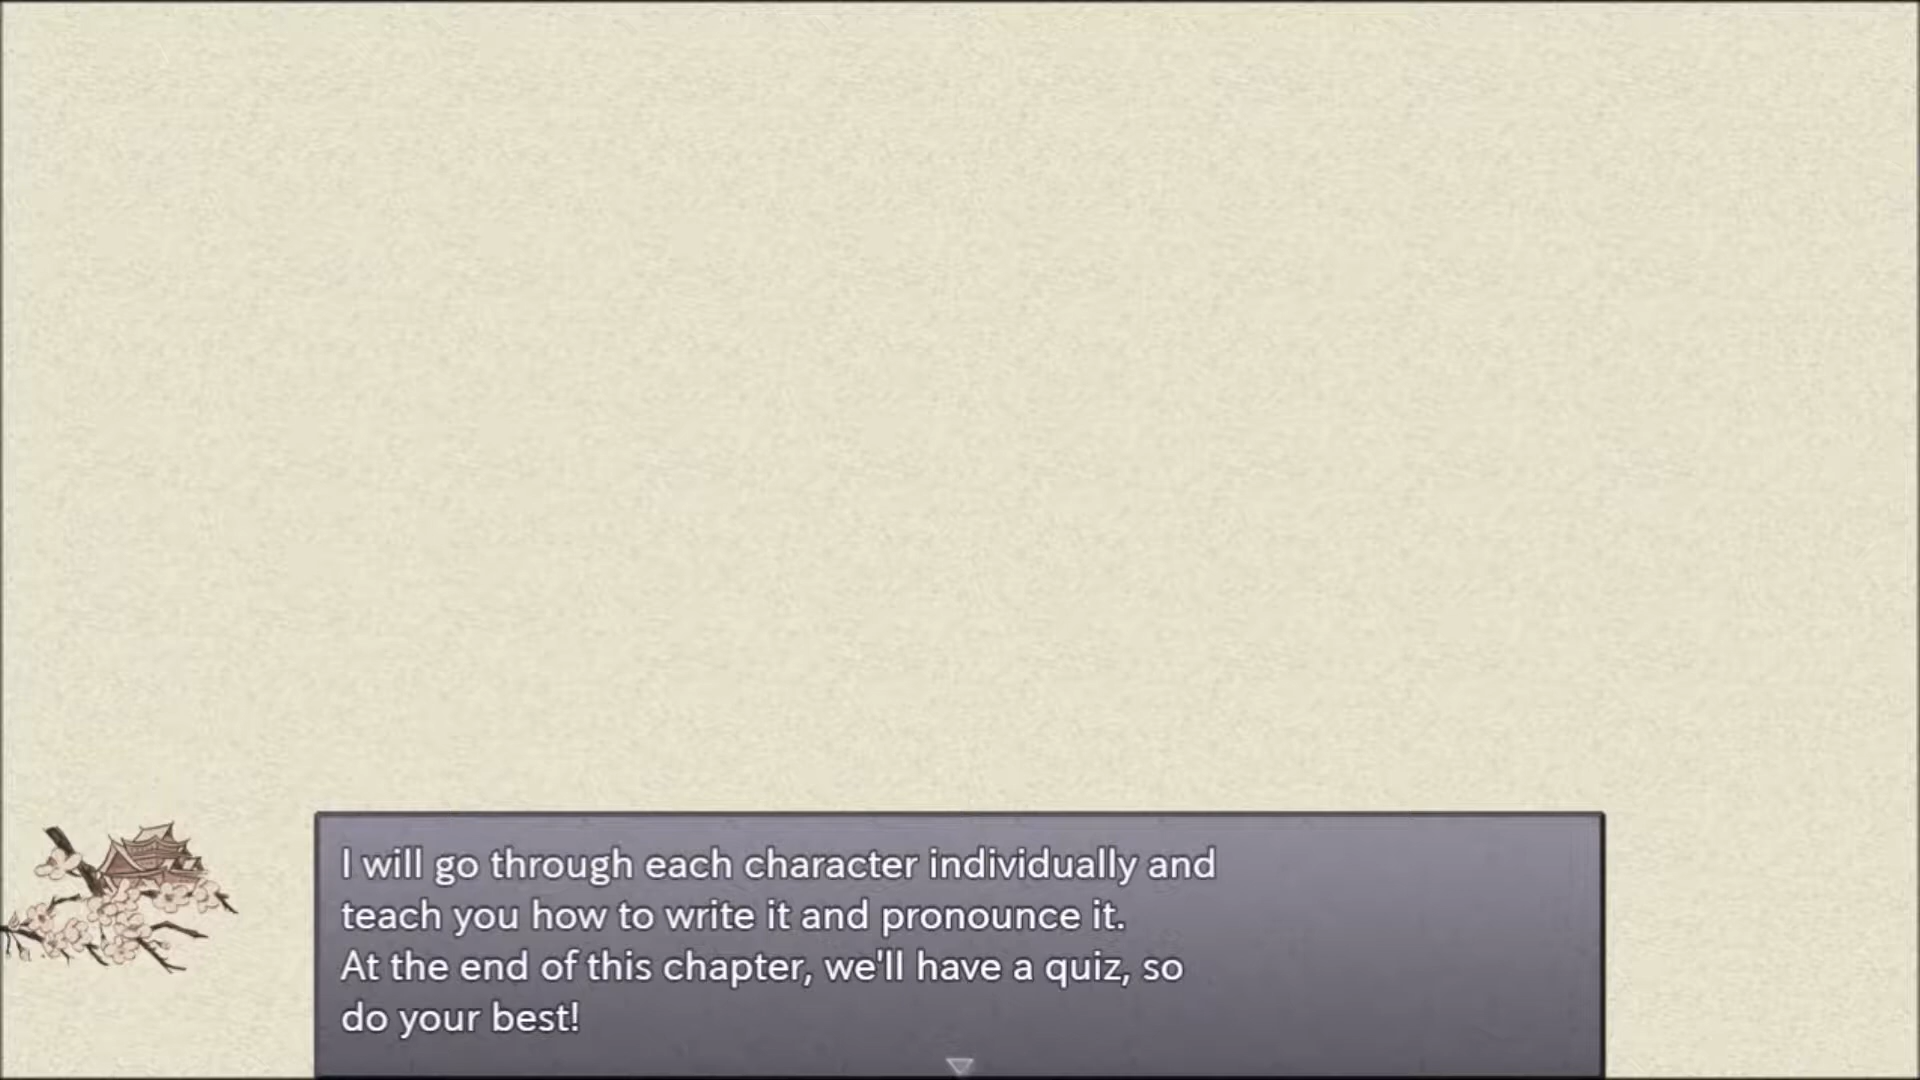 I will go through each character individually and
teach you how to write it and pronounce it.
At the end of this chapter, we'll have a quiz, so
do your best!